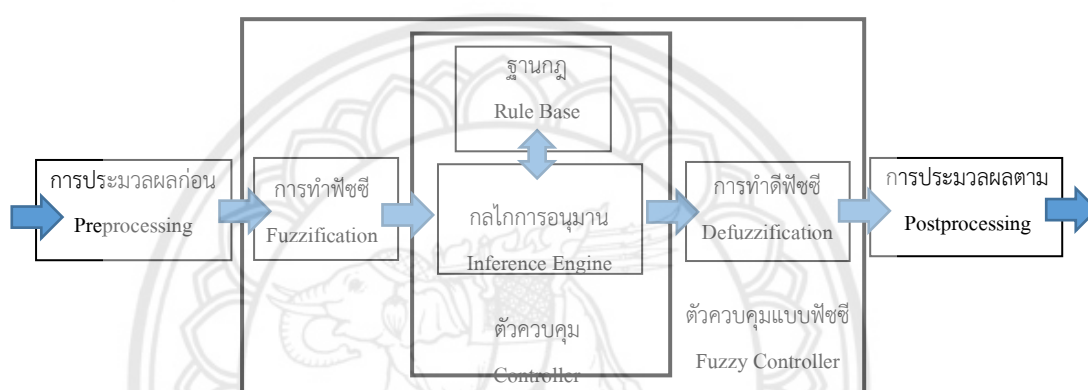 ฐานกฎ
Rule Base
การประมวลผลก่อน
Preprocessing
การทำฟัซซี
Fuzzification
กลไกการอนุมาน
Inference Engine
การทำดีฟัซซี
Defuzzification
การประมวลผลตาม
Postprocessing
ตัวควบคุม
Controller
ตัวควบคุมแบบฟัซซี
Fuzzy Controller